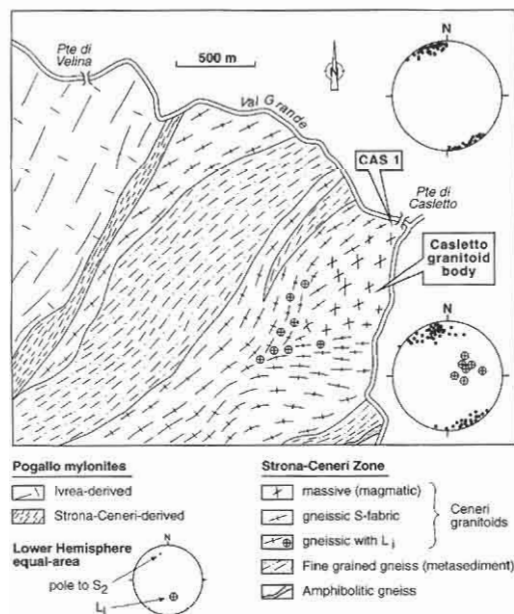 Pte di
Velina
500 m
N
N
Val Grande
CAS 1
Pte di
Casletto
Casletto
granitoid
body
N
Pogallo mylonites
Ivrea-derived
Strona-Ceneri-derived
Lower Hemisphere
equal-area
pole to S2
Li
Strona-Ceneri Zone
massive (magmatic)
gneissic S-fabric
gneissic with Li
Ceneri
granitoids
Fine grained gneiss (metasediment)
Amphibolitic gneiss